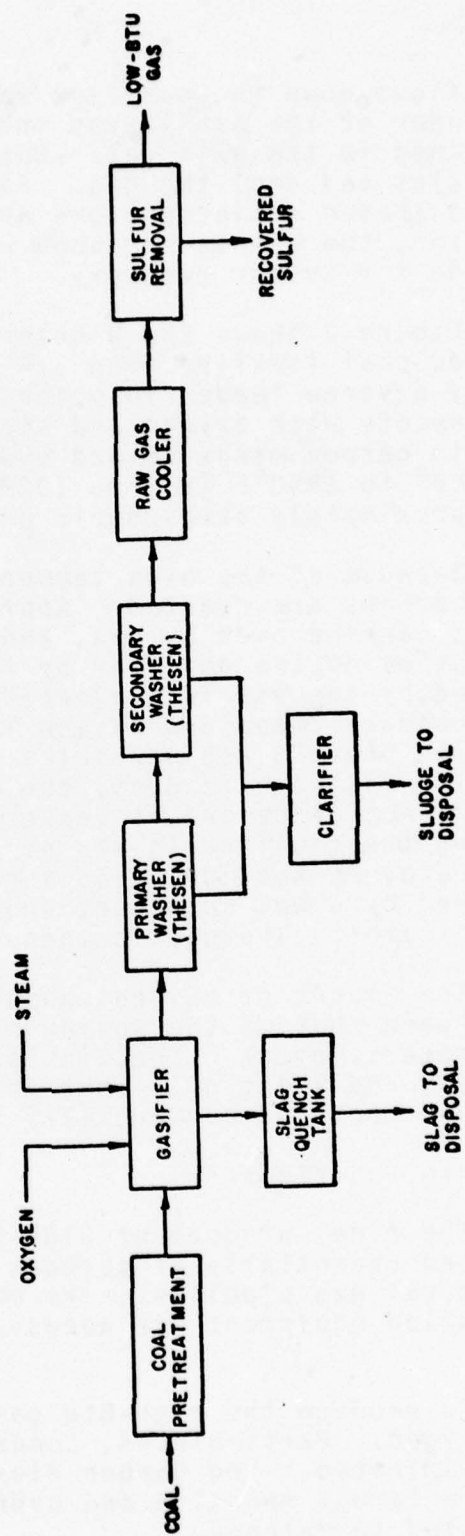 COAL
COAL
PRETREATMENT
OXYGEN
STEAM
GASIFIER
SLAG
QUENCH
TANK
SLAG TO
DISPOSAL
PRIMARY
WASHER
(THESEN)
SECONDARY
WASHER
(THESEN)
CLARIFIER
SLUDGE TO
DISPOSAL
RAW GAS
COOLER
SULFUR
REMOVAL
RECOVERED
SULFUR
LOW-BTU
GAS